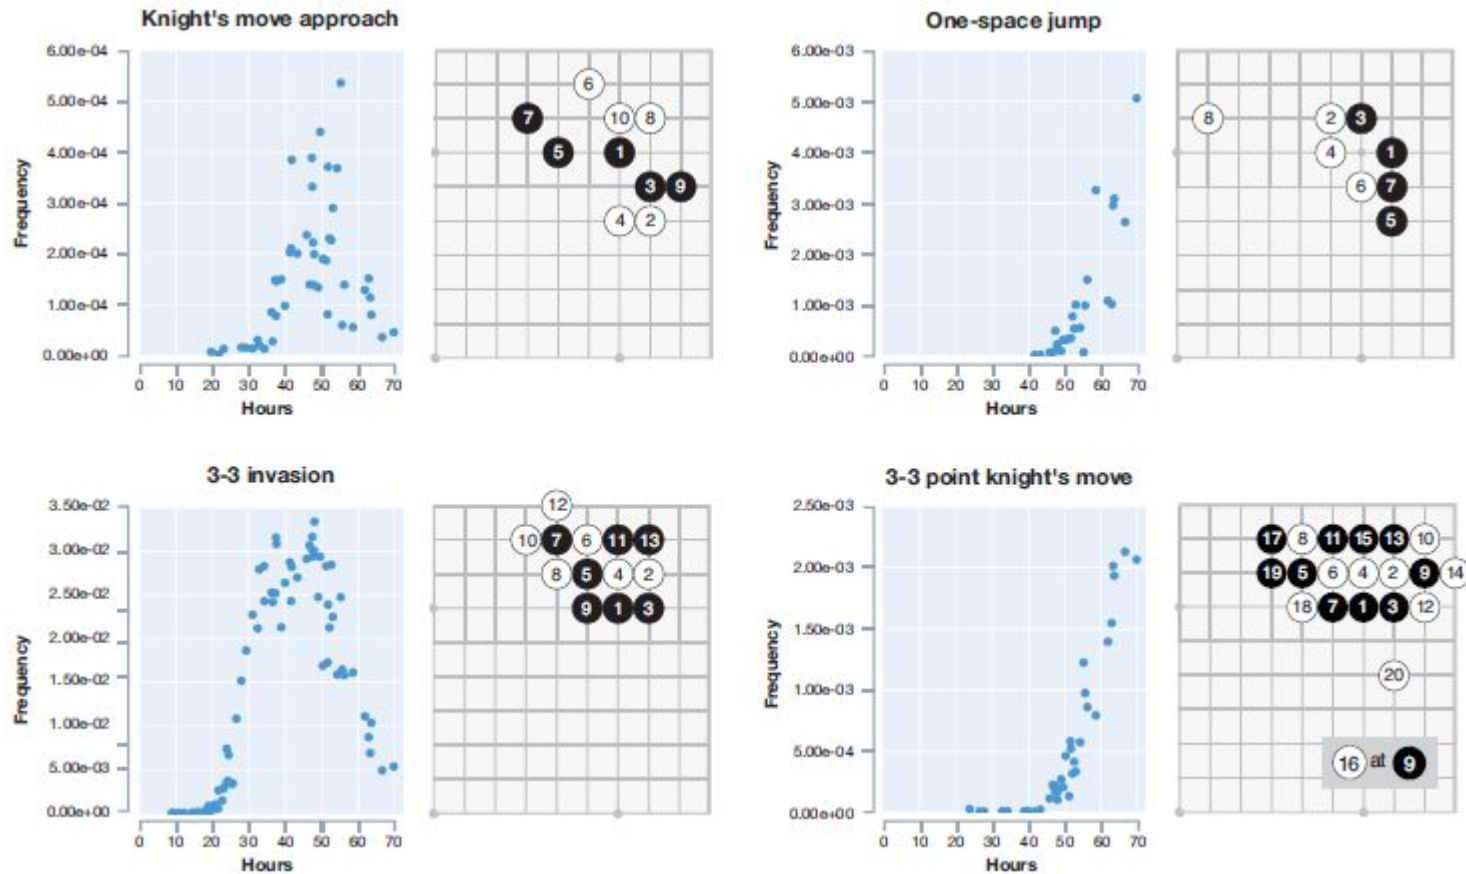 Knight's move approach
6.00e-04
5.00e-04
4.00e-04
3.00e-04
2.00e-04
1.00e-04
0.00e+00
Frequency
0 10 20 30 40 50 60 70
Hours
6
7 10 8
5 1
3 9
4 2
One-space jump
6.00e-03
5.00e-03
4.00e-03
3.00e-03
2.00e-03
1.00e-03
0.00e+00
Frequency
0 10 20 30 40 50 60 70
Hours
8 2 3
4 1
6 7
5
3-3 invasion
3.50e-02
3.00e-02
2.50e-02
2.00e-02
1.50e-02
1.00e-02
5.00e-03
0.00e+00
Frequency
0 10 20 30 40 50 60 70
Hours
12
10 7 6 11 13
8 5 4 2
9 1 3
3-3 point knight's move
2.50e-03
2.00e-03
1.50e-03
1.00e-03
5.00e-04
0.00e+00
Frequency
0 10 20 30 40 50 60 70
Hours
17 8 11 15 13 10
19 5 6 4 2 9 14
18 7 1 3 12
20
16 at 9